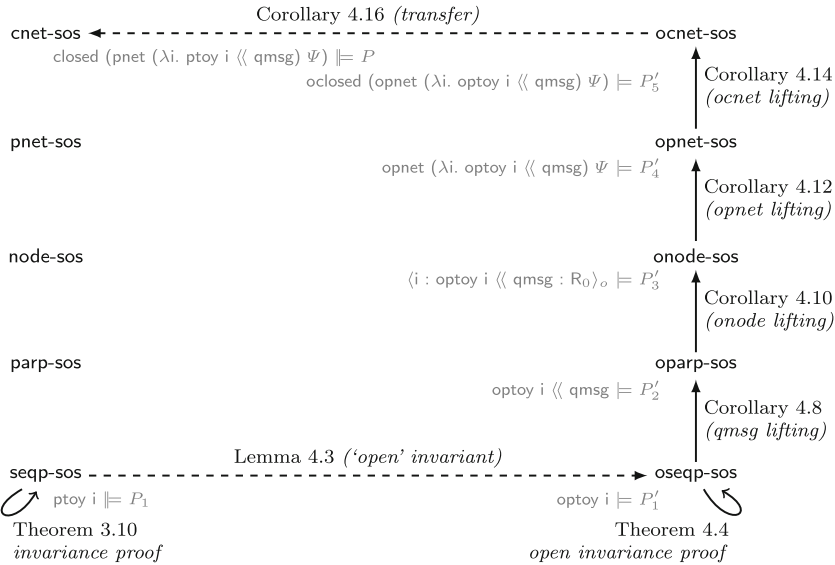 Corollary 4.16 (transfer)
cnet-sos
ocnet-sos
closed (pnet (λi. ptoy i ⟨⟨ qmsg) Ψ) ||= P
oclosed (opnet (λi. optoy i ⟨⟨ qmsg) Ψ) |= P′5
Corollary 4.14
(ocnet lifting)
pnet-sos
opnet-sos
opnet (λi. optoy i ⟨⟨ qmsg) Ψ |= P′4
Corollary 4.12
(opnet lifting)
node-sos
onode-sos
⟨i : optoy i ⟨⟨ qmsg : R0⟩o |= P′3
Corollary 4.10
(onode lifting)
parp-sos
oparp-sos
optoy i ⟨⟨ qmsg |= P′2
Corollary 4.8
(qmsg lifting)
Lemma 4.3 (‘open’ invariant)
seqp-sos
oseqp-sos
ptoy i ||= P1
optoy i |= P′1
Theorem 3.10
invariance proof
Theorem 4.4
open invariance proof